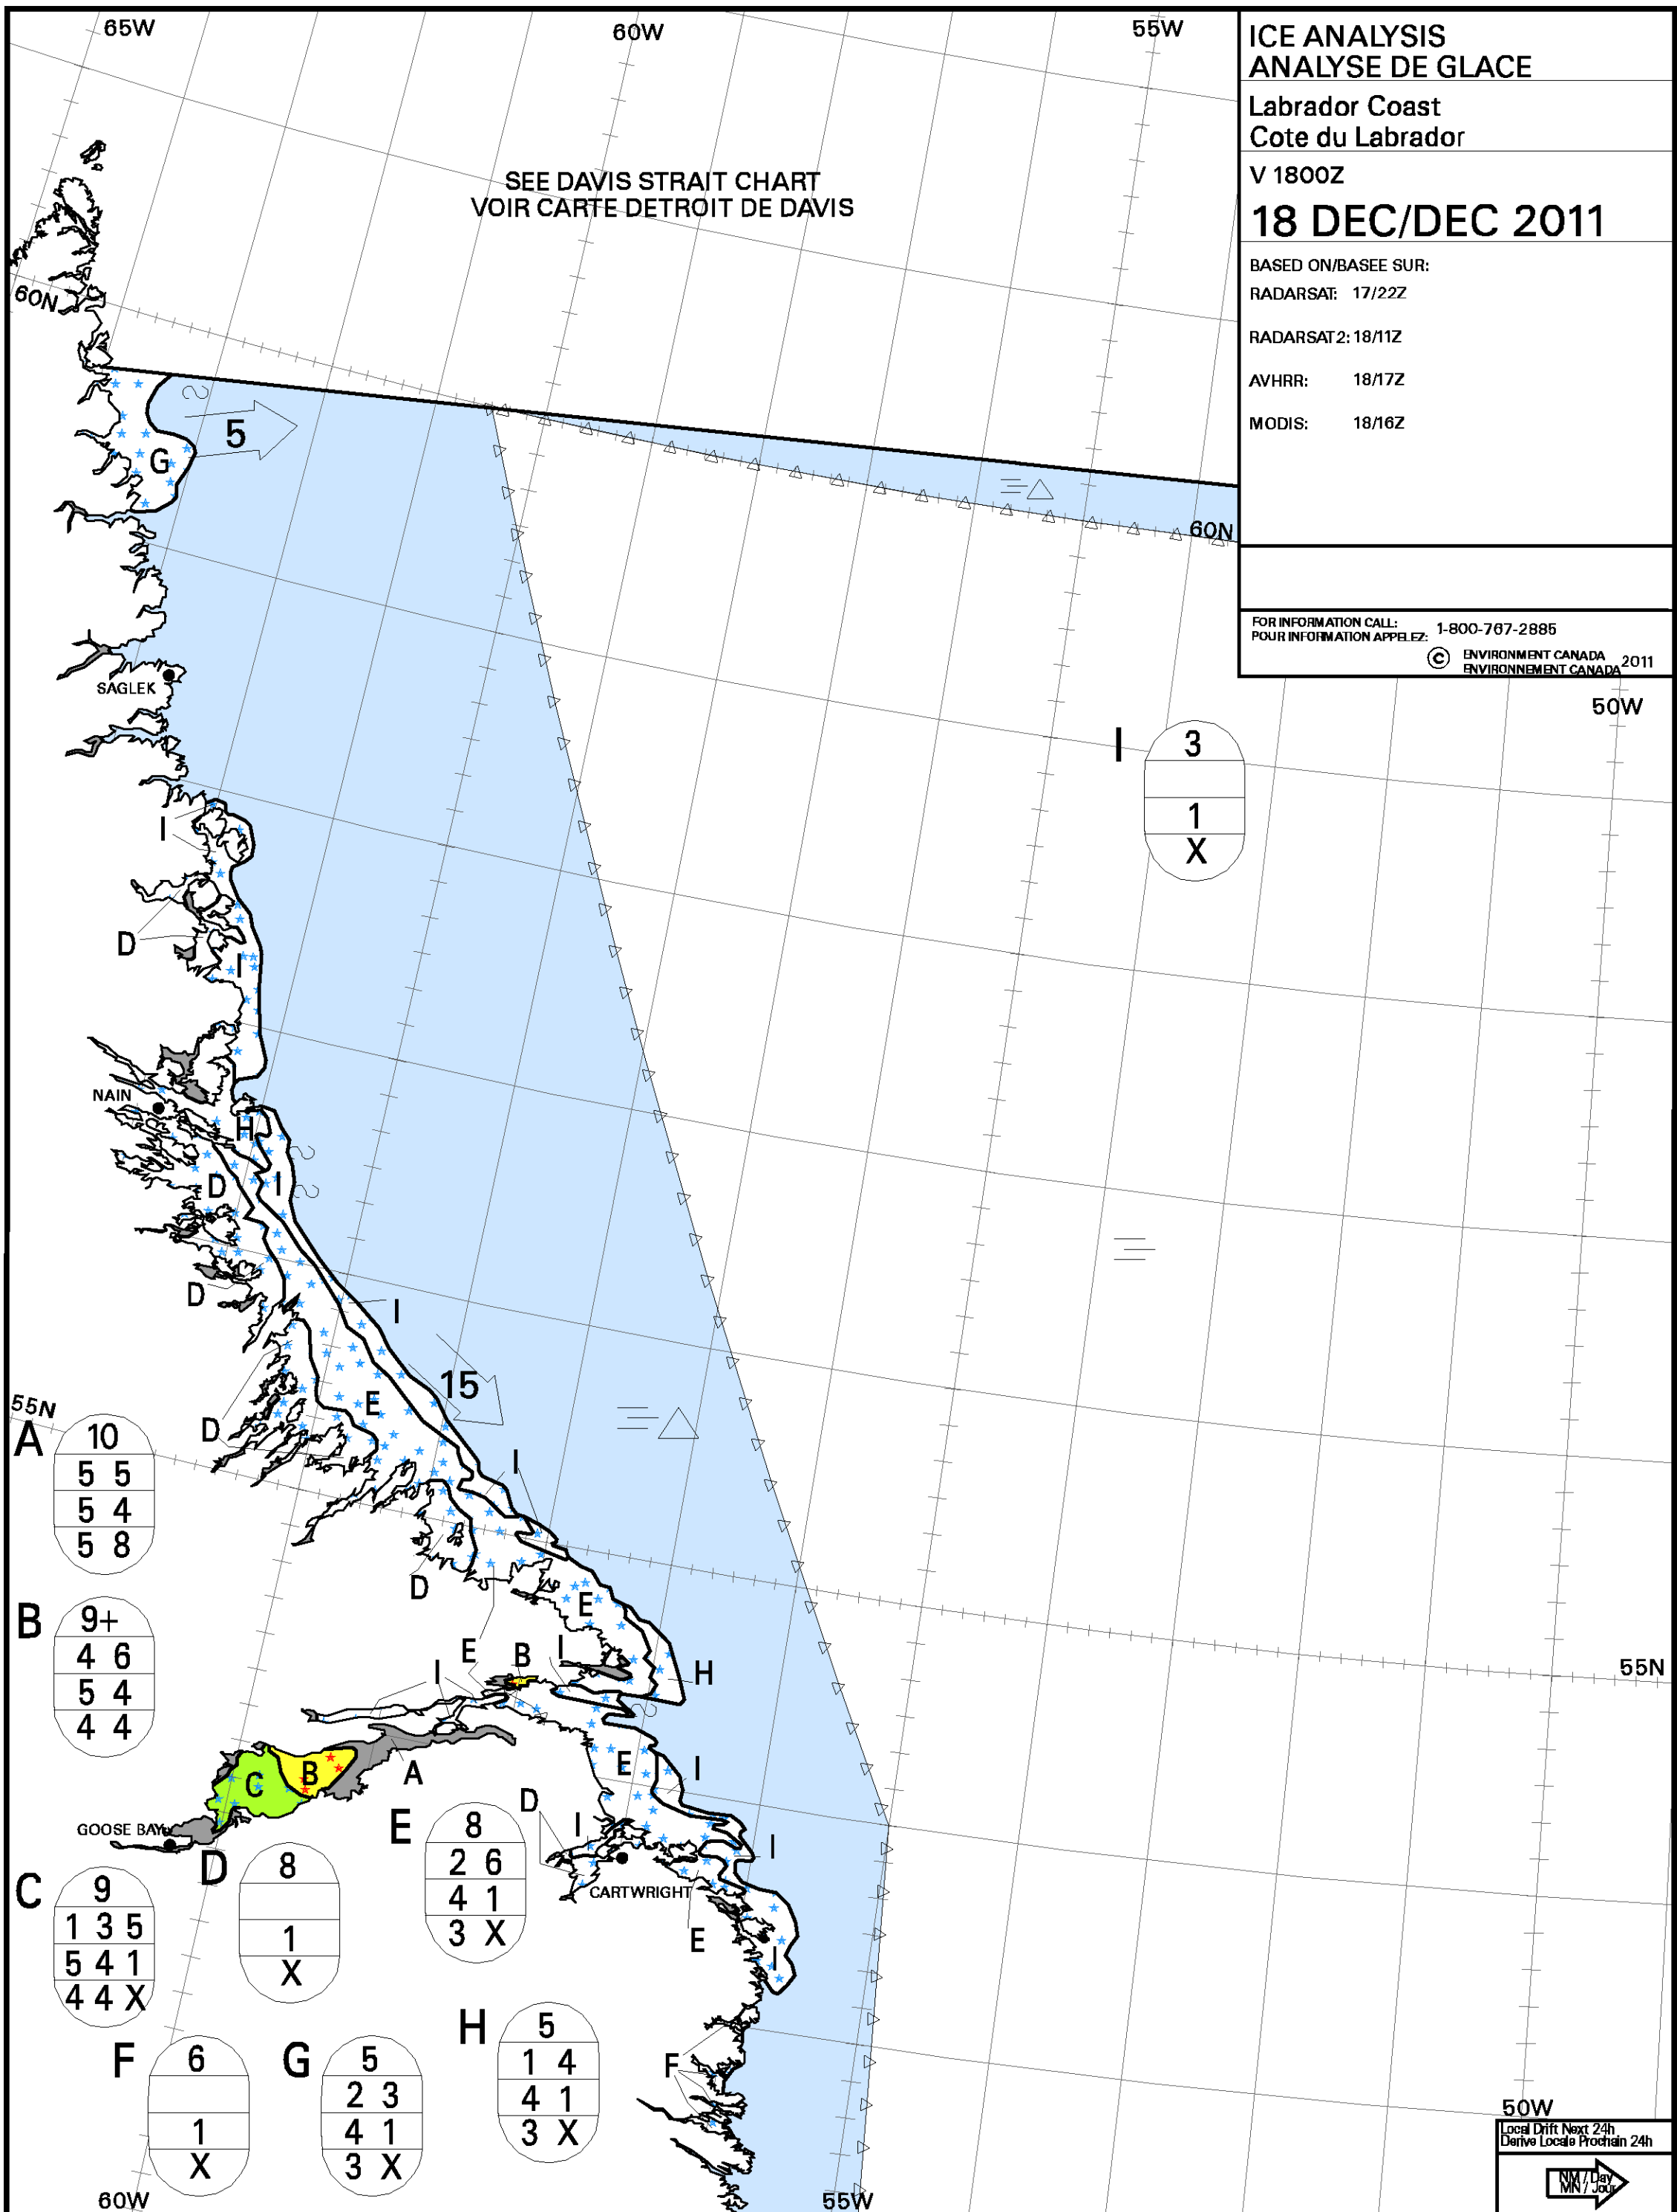 65W
60W
55W
ICE ANALYSIS
ANALYSE DE GLACE
Labrador Coast
Cote du Labrador
V 1800Z
18 DEC/DEC 2011
BASED ON/BASEE SUR:
RADARSAT: 17/22Z
RADARSAT2: 18/11Z
AVHRR: 18/17Z
MODIS: 18/16Z
FOR INFORMATION CALL:
POUR INFORMATION APPELEZ: 1-800-767-2885
© ENVIRONMENT CANADA
ENVIRONNEMENT CANADA 2011
SEE DAVIS STRAIT CHART
VOIR CARTE DETROIT DE DAVIS
60N
5
G
60N
SAGLEK
50W
I
3
1
X
I
D
I
NAIN
H
D
I
D
I
15
E
D
55N
A
10
5 5
5 4
5 8
I
D
B
9+
4 6
5 4
4 4
E
E
B
I
I
H
55N
C
B
A
E
I
GOOSE BAY
D
8
1
X
E
8
2 6
4 1
3 X
D
I
I
CARTWRIGHT
E
I
C
9
1 3 5
5 4 1
4 4 X
F
6
1
X
G
5
2 3
4 1
3 X
H
5
1 4
4 1
3 X
F
60W
55W
50W
Local Drift Next 24h
Derive Locale Prochain 24h
NM / Day
MN / Jour